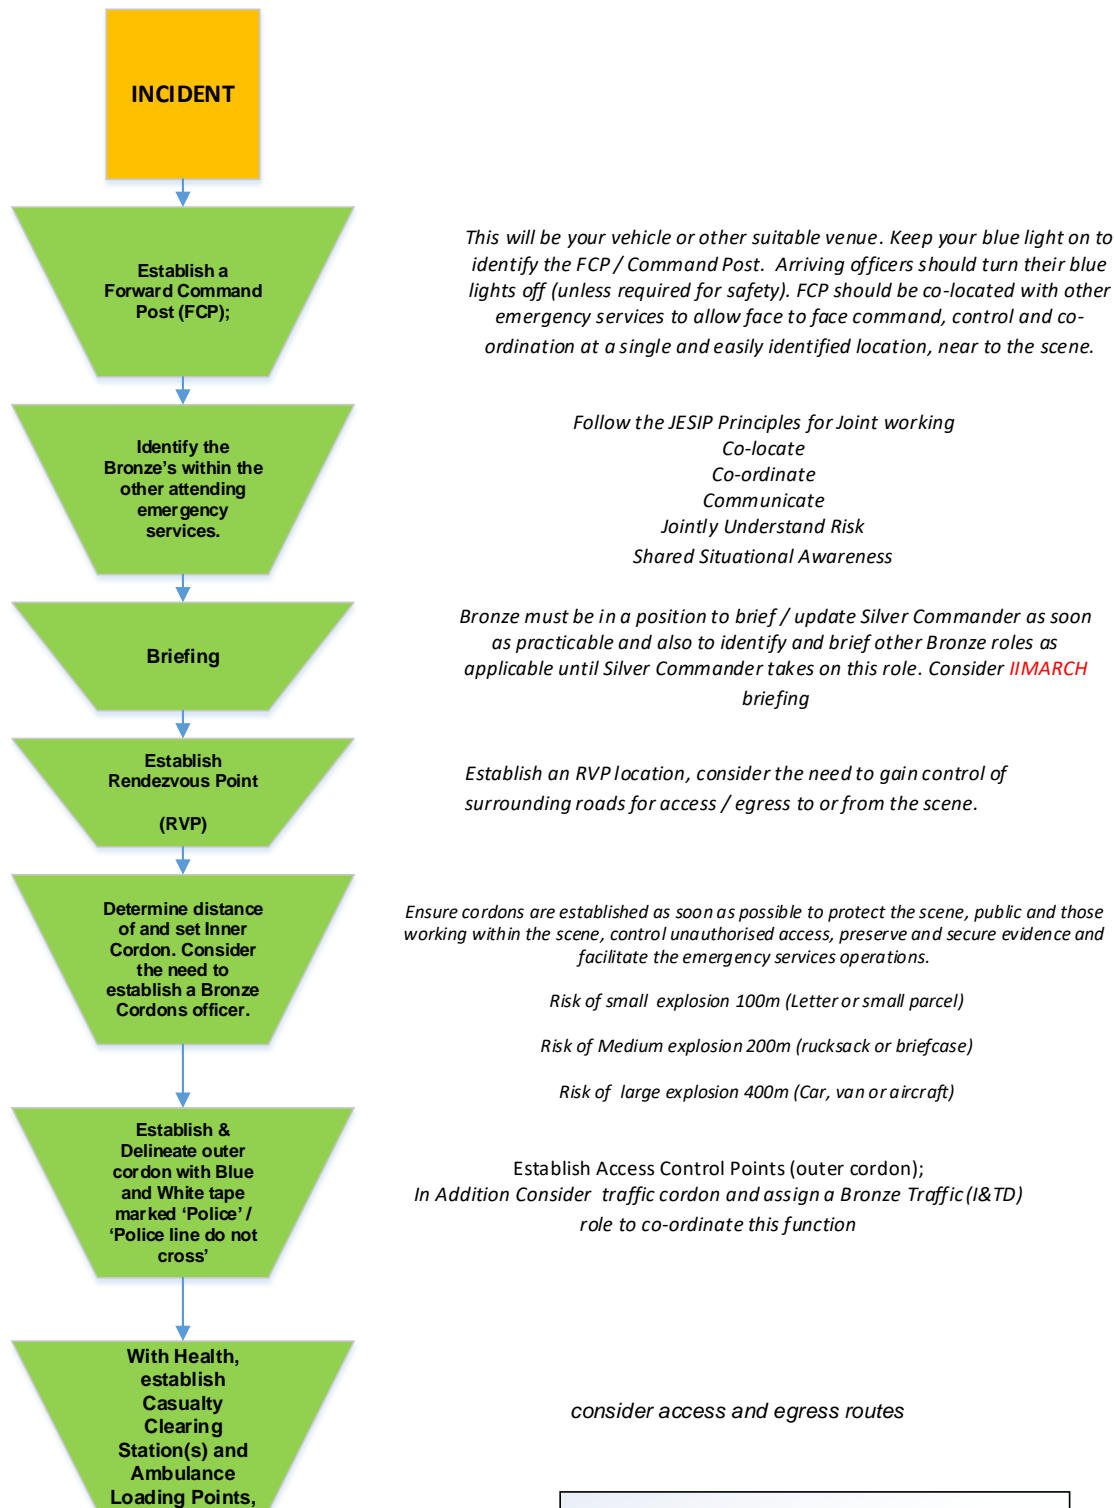 INCIDENT
Establish a
Forward Command
Post (FCP);
This will be your vehicle or other suitable venue. Keep your blue light on to
identify the FCP / Command Post.  Arriving officers should turn their blue
lights off (unless required for safety). FCP should be co-located with other
emergency services to allow face to face command, control and co-
ordination at a single and easily identified location, near to the scene.
Identify the
Bronze’s within the
other attending
emergency
services.
Follow the JESIP Principles for Joint working
Co-locate
Co-ordinate
Communicate
Jointly Understand Risk
Shared Situational Awareness
Briefing
Bronze must be in a position to brief / update Silver Commander as soon
as practicable and also to identify and brief other Bronze roles as
applicable until Silver Commander takes on this role. Consider IIMARCH
briefing
Establish
Rendezvous Point
(RVP)
Establish an RVP location, consider the need to gain control of
surrounding roads for access / egress to or from the scene.
Determine distance
of and set Inner
Cordon. Consider
the need to
establish a Bronze
Cordons officer.
Ensure cordons are established as soon as possible to protect the scene, public and those
working within the scene, control unauthorised access, preserve and secure evidence and
facilitate the emergency services operations.
Risk of small  explosion 100m (Letter or small parcel)
Risk of Medium explosion 200m (rucksack or briefcase)
Risk of  large explosion 400m (Car, van or aircraft)
Establish &
Delineate outer
cordon with Blue
and White tape
marked ‘Police’ /
‘Police line do not
cross’
Establish Access Control Points (outer cordon);
In Addition Consider  traffic cordon and assign a Bronze Traffic (I&TD)
role to co-ordinate this function
With Health,
establish
Casualty
Clearing
Station(s) and
Ambulance
Loading Points,
consider access and egress routes